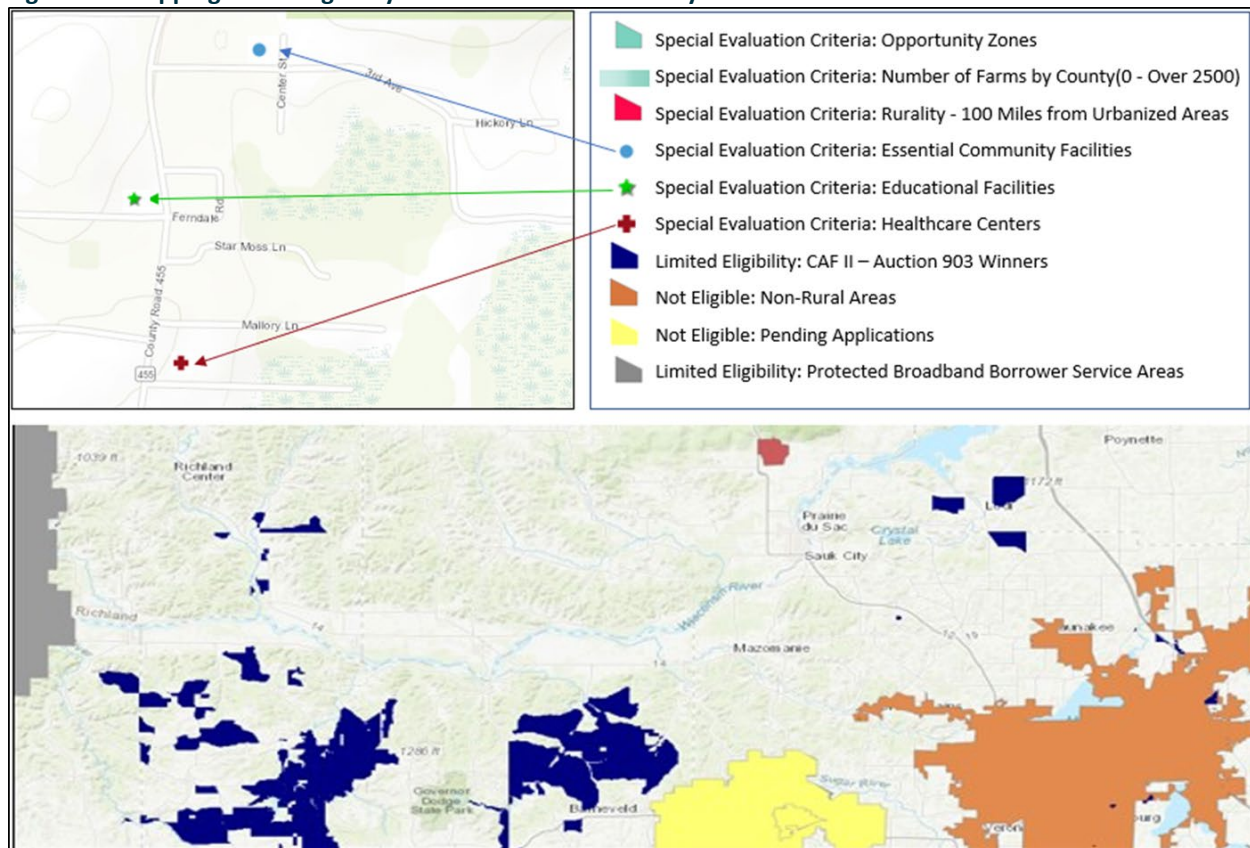 Center St
3rd Ave
Hickory Ln
Ferndale
Rd
Star Moss Ln
County Road 455
Mallory Ln
455
Special Evaluation Criteria: Opportunity Zones
Special Evaluation Criteria: Number of Farms by County(0 - Over 2500)
Special Evaluation Criteria: Rurality - 100 Miles from Urbanized Areas
Special Evaluation Criteria: Essential Community Facilities
Special Evaluation Criteria: Educational Facilities
Special Evaluation Criteria: Healthcare Centers
Limited Eligibility: CAF II – Auction 903 Winners
Not Eligible: Non-Rural Areas
Not Eligible: Pending Applications
Limited Eligibility: Protected Broadband Borrower Service Areas
1039 ft
Richland
Center
Poynette
1172 ft
Prairie
du Sac
Crystal
Lake
Sauk City
Richland
14
Wisconsin River
12
Mazomanie
14
1286 ft
Governor
Dodge
State Park
Barneveld
Sugar River